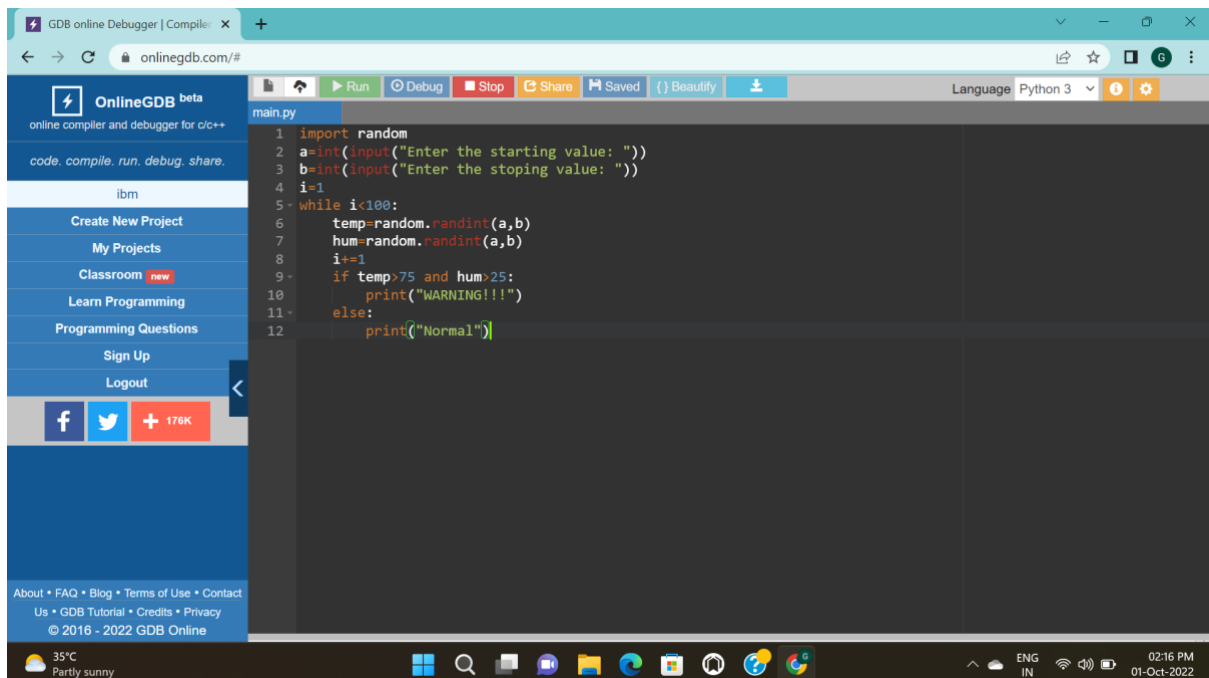 GDB online Debugger | Compiler
onlinegdb.com/#
OnlineGDB beta
online compiler and debugger for c/c++
code. compile. run. debug. share.
ibm
Create New Project
My Projects
Classroom new
Learn Programming
Programming Questions
Sign Up
Logout
176K
About • FAQ • Blog • Terms of Use • Contact
Us • GDB Tutorial • Credits • Privacy
© 2016 - 2022 GDB Online
Run Debug Stop Share Saved { } Beautify
Language Python 3
main.py
1 import random
2 a=int(input("Enter the starting value: "))
3 b=int(input("Enter the stoping value: "))
4 i=1
5 while i<100:
6     temp=random.randint(a,b)
7     hum=random.randint(a,b)
8     i+=1
9     if temp>75 and hum>25:
10         print("WARNING!!!")
11     else:
12         print("Normal")
35°C
Partly sunny
ENG
IN
02:16 PM
01-Oct-2022